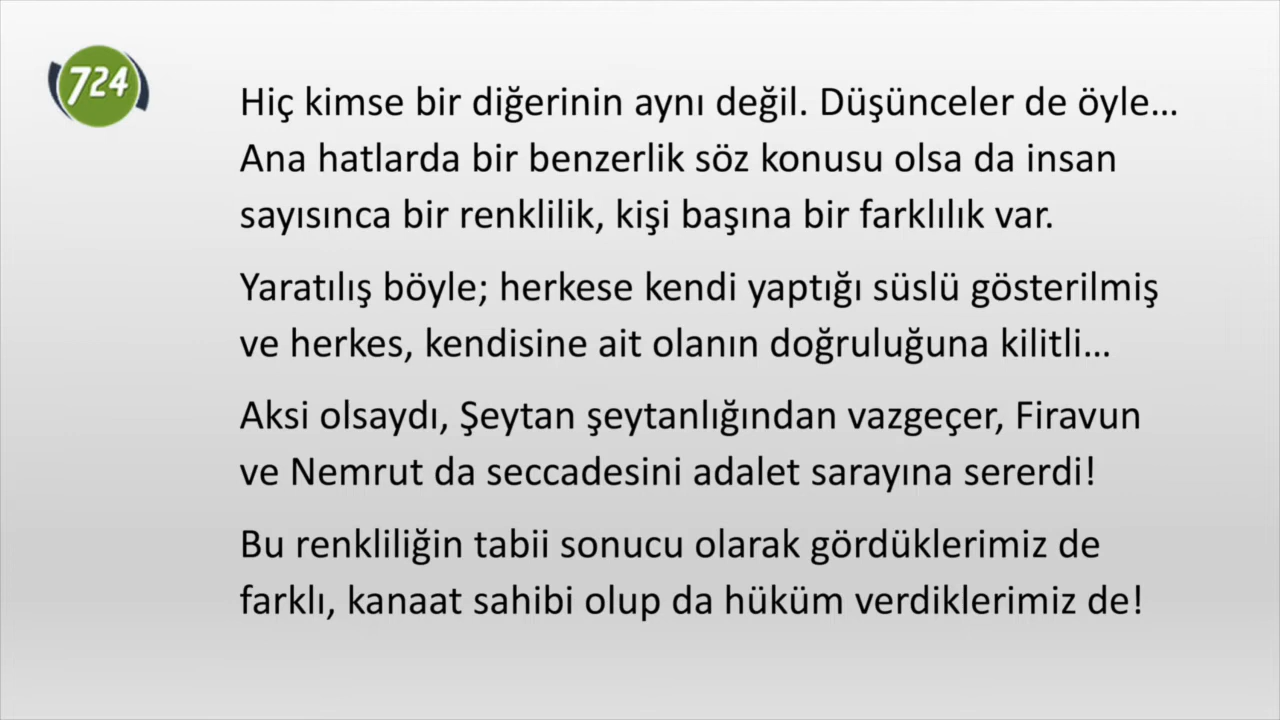 724
Hiç kimse bir diğerinin aynı değil. Düşünceler de öyle…
Ana hatlarda bir benzerlik söz konusu olsa da insan
sayısınca bir renklilik, kişi başına bir farklılık var.
Yaratılış böyle; herkese kendi yaptığı süslü gösterilmiş
ve herkes, kendisine ait olanın doğruluğuna kilitli…
Aksi olsaydı, Şeytan şeytanlığından vazgeçer, Firavun
ve Nemrut da seccadesini adalet sarayına sererdi!
Bu renkliliğin tabii sonucu olarak gördüklerimiz de
farklı, kanaat sahibi olup da hüküm verdiklerimiz de!